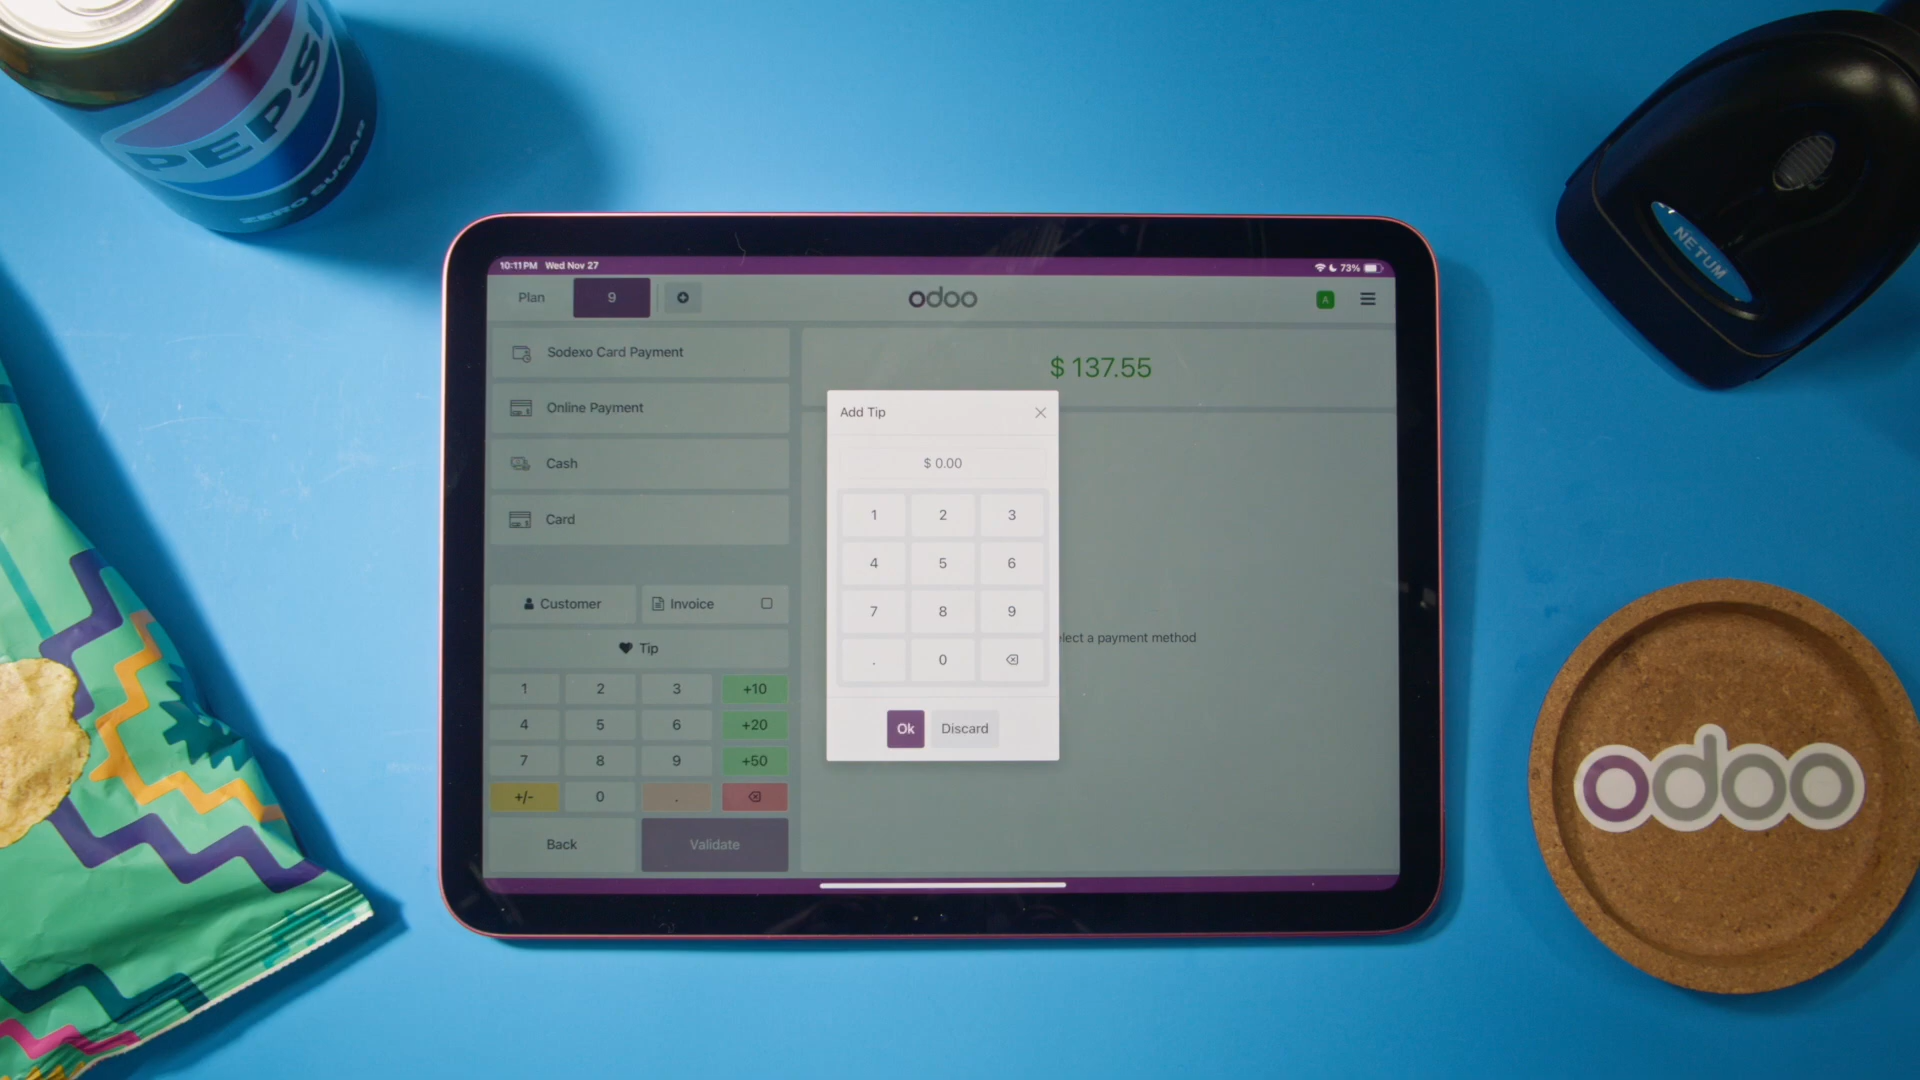 PEPSI
ZERO SUGAR
NETUM
10:11 PM Wed Nov 27
73%
Plan
9
odoo
A
Sodexo Card Payment
Online Payment
Cash
Card
$ 137.55
Add Tip
$ 0.00
1 2 3
4 5 6
7 8 9
. 0
Ok Discard
a payment method
Customer
Invoice
Tip
1 2 3 +10
4 5 6 +20
7 8 9 +50
+/- 0 .
Back
Validate
odoo